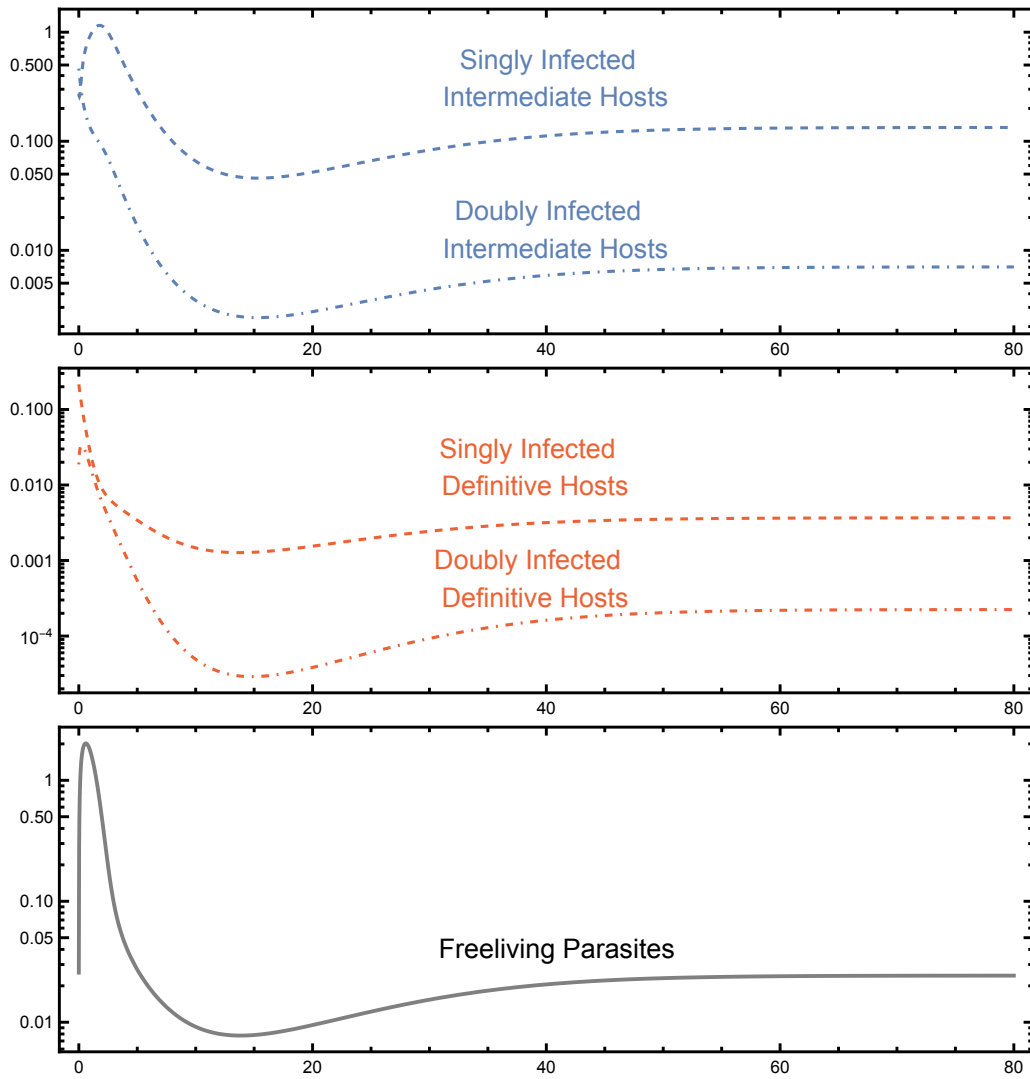 1
0.500
Singly Infected
Intermediate Hosts
0.100
0.050
Doubly Infected
Intermediate Hosts
0.010
0.005
0 20 40 60 80
0.100
Singly Infected
Definitive Hosts
0.010
0.001
Doubly Infected
Definitive Hosts
10⁻⁴
0 20 40 60 80
1
0.50
0.10
0.05
Freeliving Parasites
0.01
0 20 40 60 80